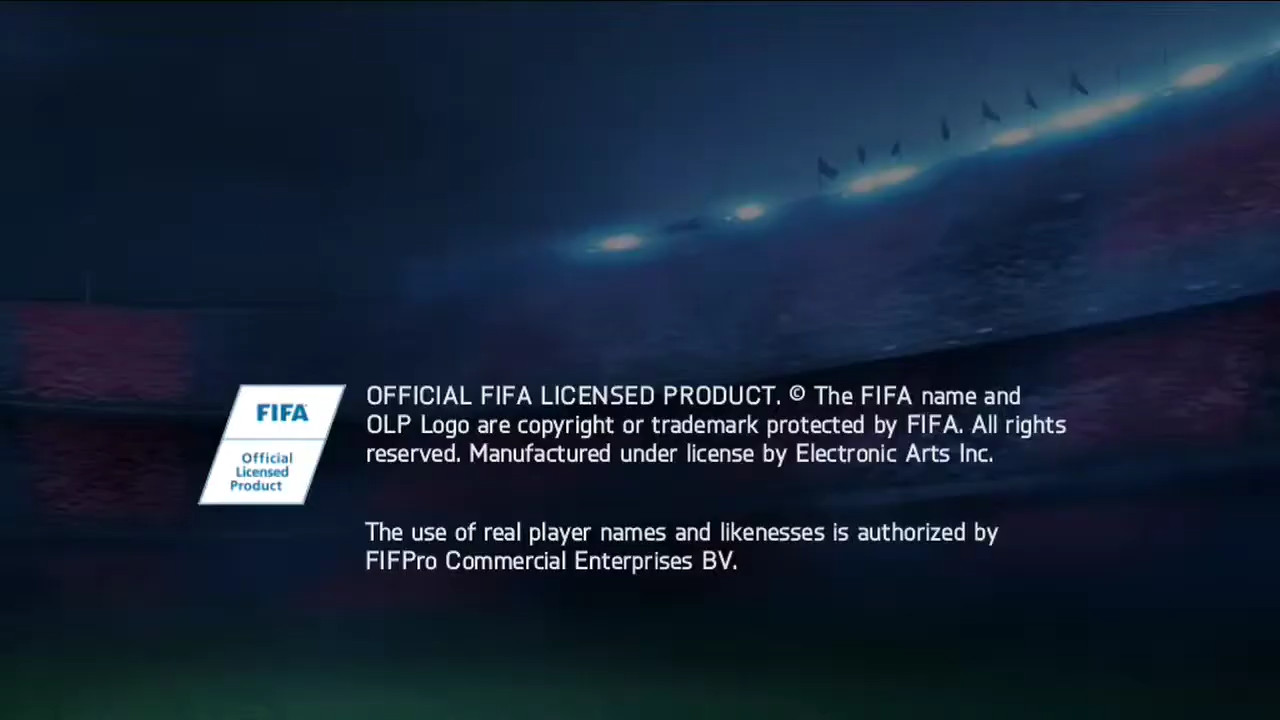 FIFA
Official
Licensed
Product
OFFICIAL FIFA LICENSED PRODUCT. © The FIFA name and
OLP Logo are copyright or trademark protected by FIFA. All rights
reserved. Manufactured under license by Electronic Arts Inc.
The use of real player names and likenesses is authorized by
FIFPro Commercial Enterprises BV.